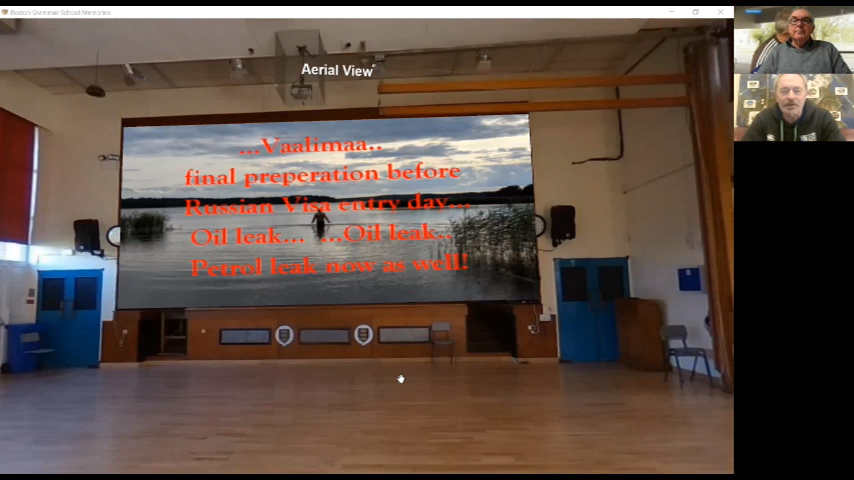 Boston Grammar School Memories
Aerial View
...Vaalimaa..
final preperation before
Russian Visa entry day...
Oil leak... ...Oil leak..
Petrol leak now as well!